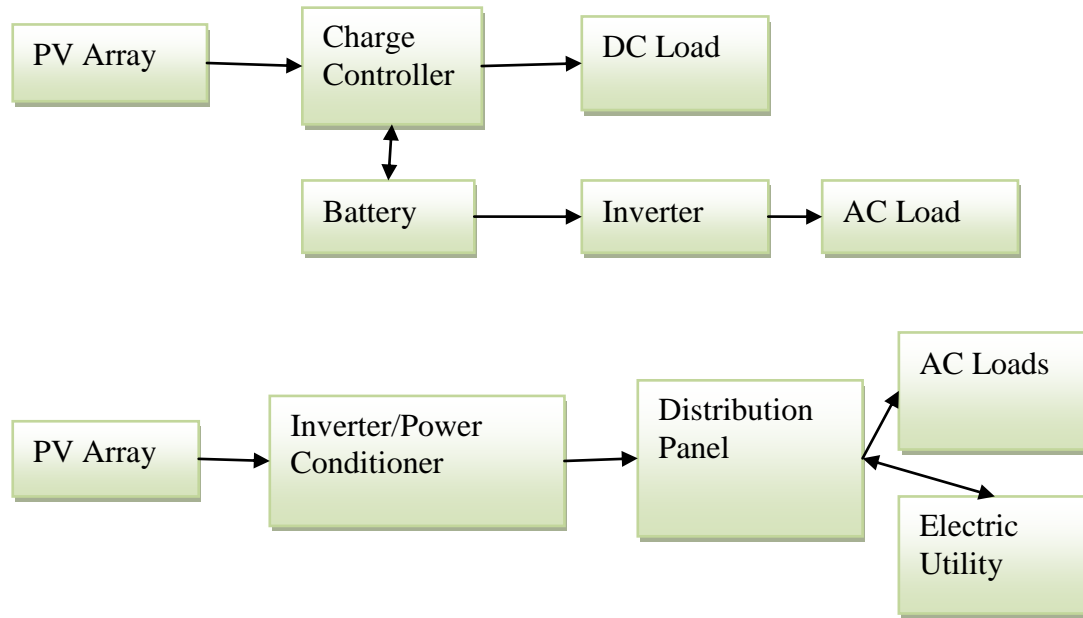 PV Array
Charge
Controller
DC Load
Battery
Inverter
AC Load
PV Array
Inverter/Power
Conditioner
Distribution
Panel
AC Loads
Electric
Utility